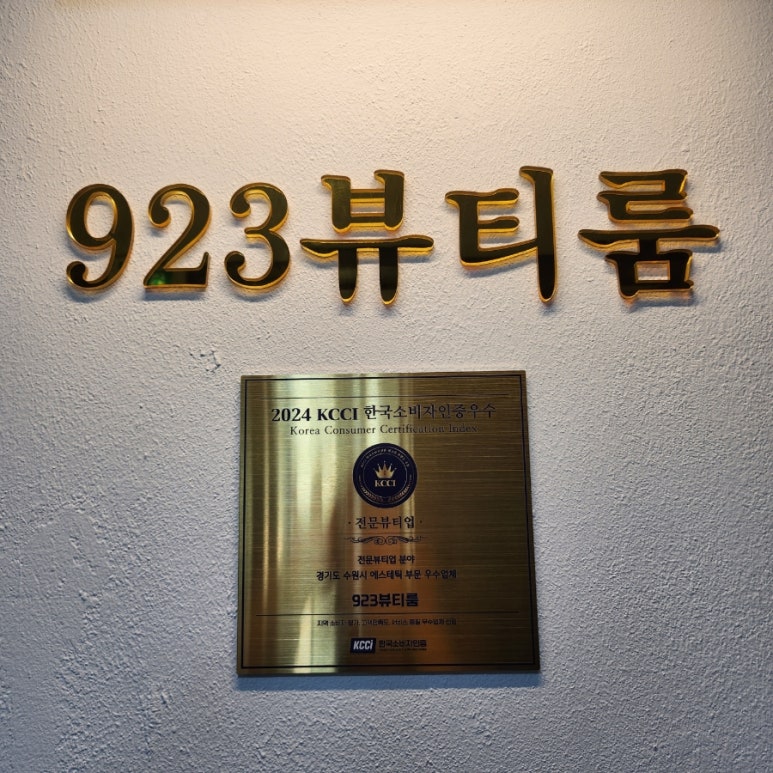 923뷰티룸
2024 KCCI 한국소비자인증우수
Korea Consumer Certification Index
KCCI
· 전문뷰티업 ·
전문뷰티업 분야
경기도 수원시 에스테틱 부문 우수업체
923뷰티룸
KCCI 한국소비자인증